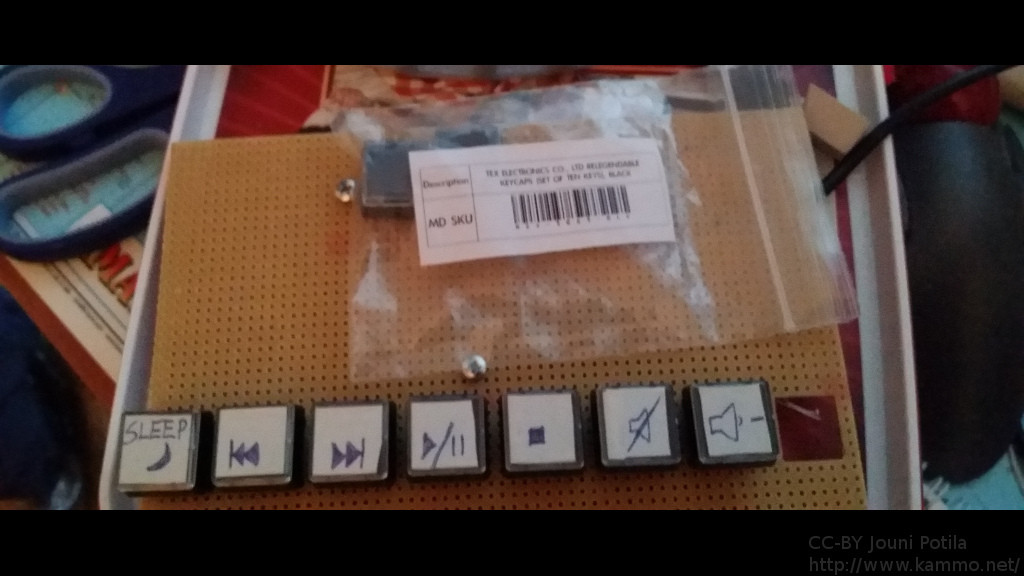 Description
TEX ELECTRONICS CO., LTD RELEGENDABLE
KEYCAPS (SET OF TEN KEYS), BLACK
MD SKU
SLEEP
CC-BY Jouni Potila
http://www.kammo.net/